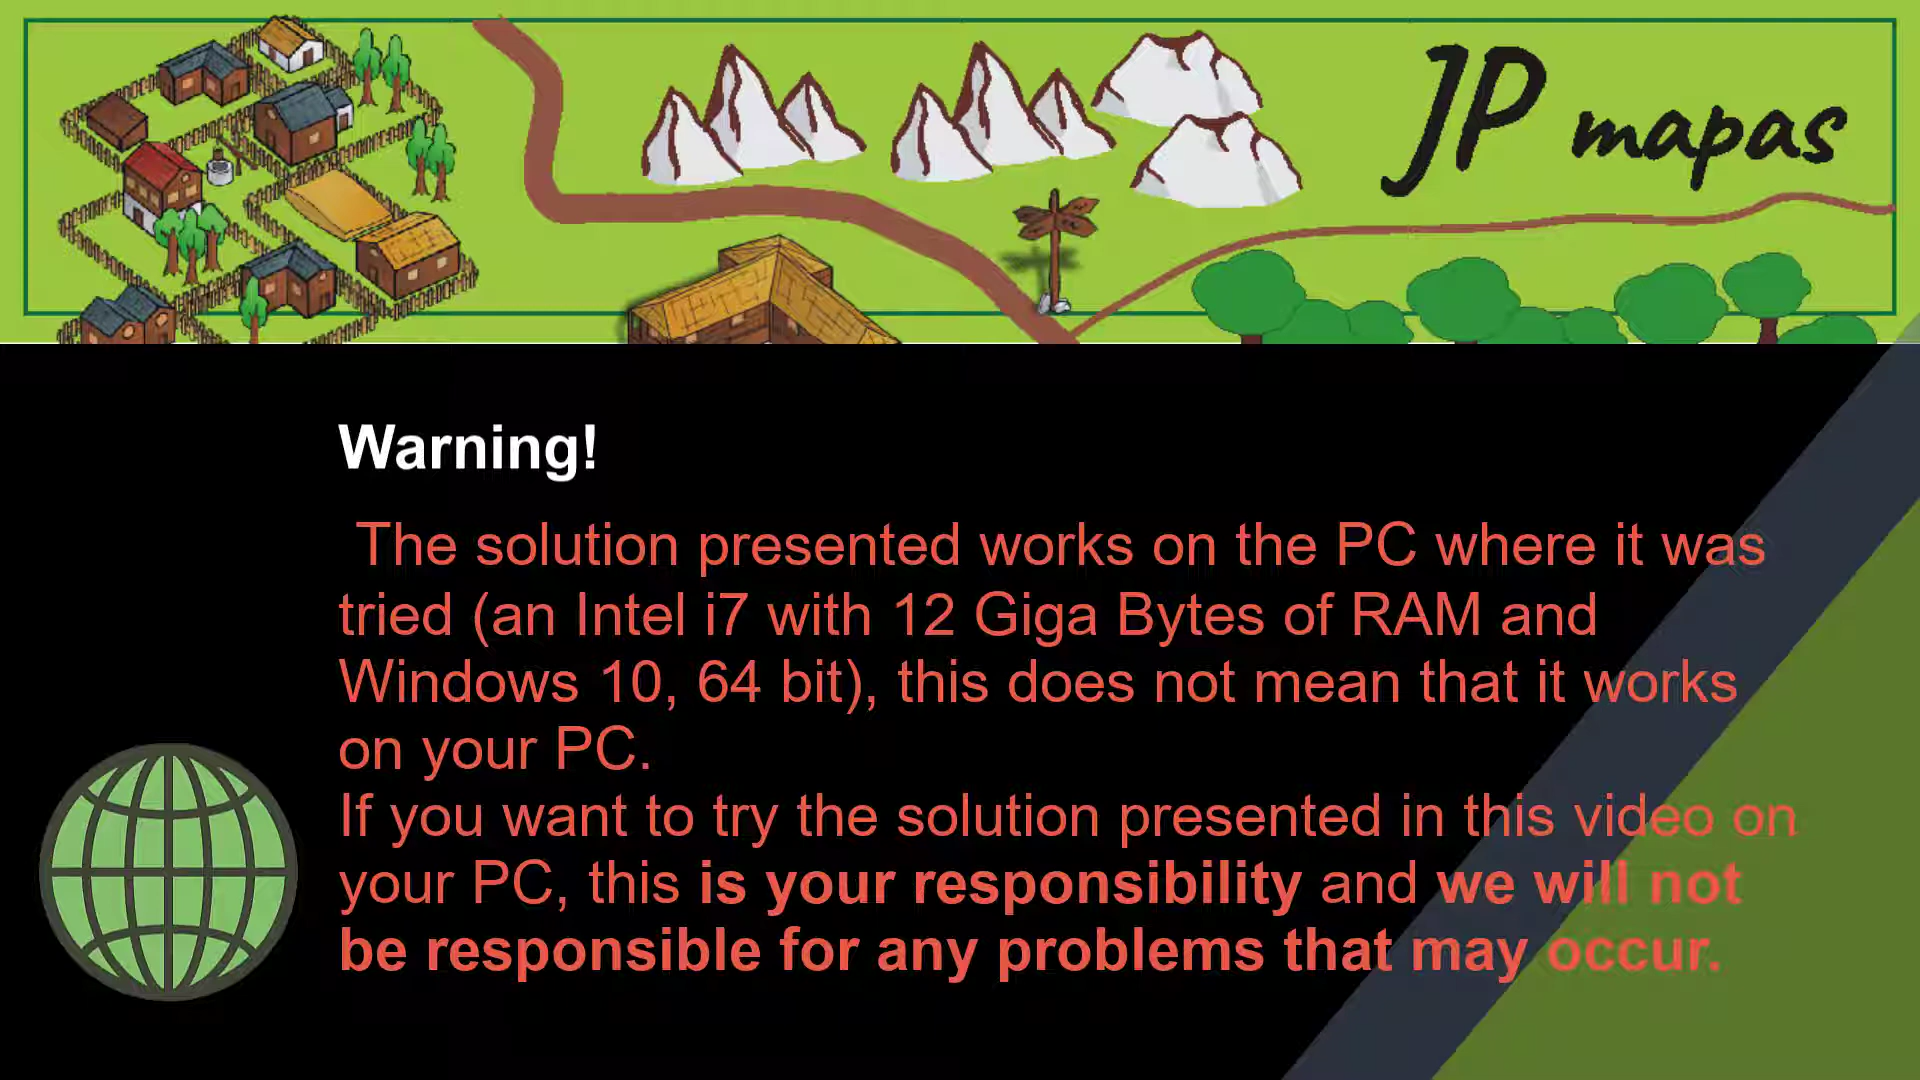 JP mapas
Warning!
The solution presented works on the PC where it was
tried (an Intel i7 with 12 Giga Bytes of RAM and
Windows 10, 64 bit), this does not mean that it works
on your PC.
If you want to try the solution presented in this video on
your PC, this is your responsibility and we will not
be responsible for any problems that may occur.